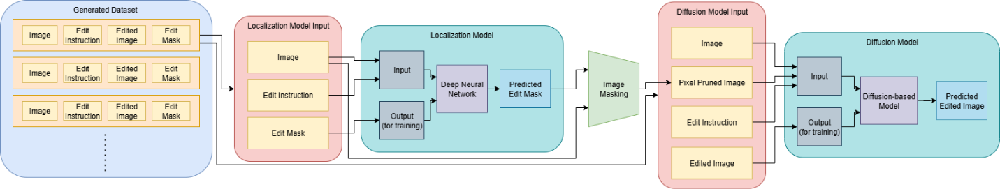 Generated Dataset
Image
Edit
Instruction
Edited
Image
Edit
Mask
Image
Edit
Instruction
Edited
Image
Edit
Mask
Image
Edit
Instruction
Edited
Image
Edit
Mask
Localization Model Input
Image
Edit Instruction
Edit Mask
Localization Model
Input
Output
(for training)
Deep Neural
Network
Predicted
Edit Mask
Image
Masking
Diffusion Model Input
Image
Pixel Pruned Image
Edit Instruction
Edited Image
Diffusion Model
Input
Output
(for training)
Diffusion-based
Model
Predicted
Edited Image